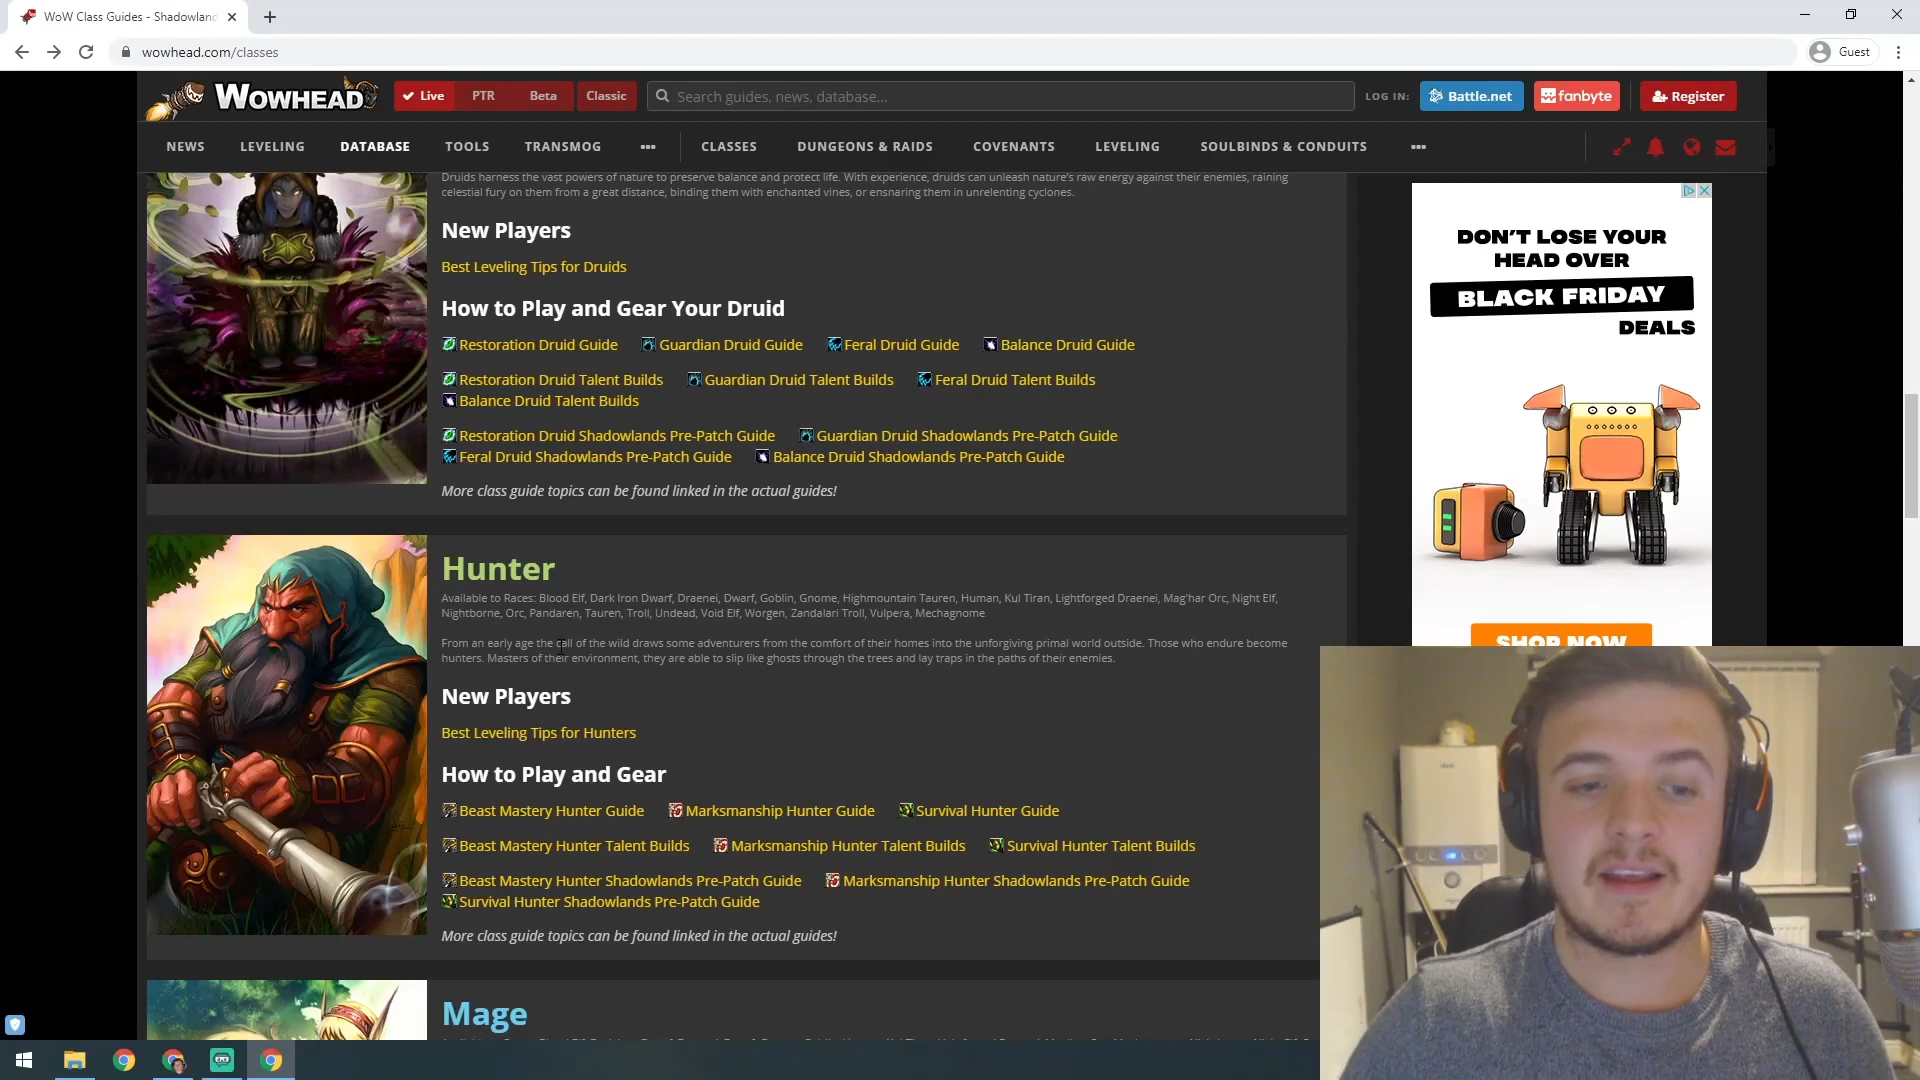 WoW Class Guides - Shadowland
wowhead.com/classes
Guest
WOWHEAD
Live
PTR
Beta
Classic
Search guides, news, database...
LOG IN:
Battle.net
fanbyte
Register
NEWS
LEVELING
DATABASE
TOOLS
TRANSMOG
CLASSES
DUNGEONS & RAIDS
COVENANTS
LEVELING
SOULBINDS & CONDUITS
Druids harness the vast powers of nature to preserve balance and protect life. With experience, druids can unleash nature's raw energy against their enemies, raining
celestial fury on them from a great distance, binding them with enchanted vines, or ensnaring them in unrelenting cyclones.
New Players
Best Leveling Tips for Druids
How to Play and Gear Your Druid
Restoration Druid Guide Guardian Druid Guide Feral Druid Guide Balance Druid Guide
Restoration Druid Talent Builds Guardian Druid Talent Builds Feral Druid Talent Builds
Balance Druid Talent Builds
Restoration Druid Shadowlands Pre-Patch Guide Guardian Druid Shadowlands Pre-Patch Guide
Feral Druid Shadowlands Pre-Patch Guide Balance Druid Shadowlands Pre-Patch Guide
More class guide topics can be found linked in the actual guides!
Hunter
Available to Races: Blood Elf, Dark Iron Dwarf, Draenei, Dwarf, Goblin, Gnome, Highmountain Tauren, Human, Kul Tiran, Lightforged Draenei, Mag'har Orc, Night Elf,
Nightborne, Orc, Pandaren, Tauren, Troll, Undead, Void Elf, Worgen, Zandalari Troll, Vulpera, Mechagnome
From an early age the call of the wild draws some adventurers from the comfort of their homes into the unforgiving primal world outside. Those who endure become
hunters. Masters of their environment, they are able to slip like ghosts through the trees and lay traps in the paths of their enemies.
New Players
Best Leveling Tips for Hunters
How to Play and Gear
Beast Mastery Hunter Guide Marksmanship Hunter Guide Survival Hunter Guide
Beast Mastery Hunter Talent Builds Marksmanship Hunter Talent Builds Survival Hunter Talent Builds
Beast Mastery Hunter Shadowlands Pre-Patch Guide Marksmanship Hunter Shadowlands Pre-Patch Guide
Survival Hunter Shadowlands Pre-Patch Guide
More class guide topics can be found linked in the actual guides!
Mage
DON'T LOSE YOUR
HEAD OVER
BLACK FRIDAY
DEALS
SHOP NOW